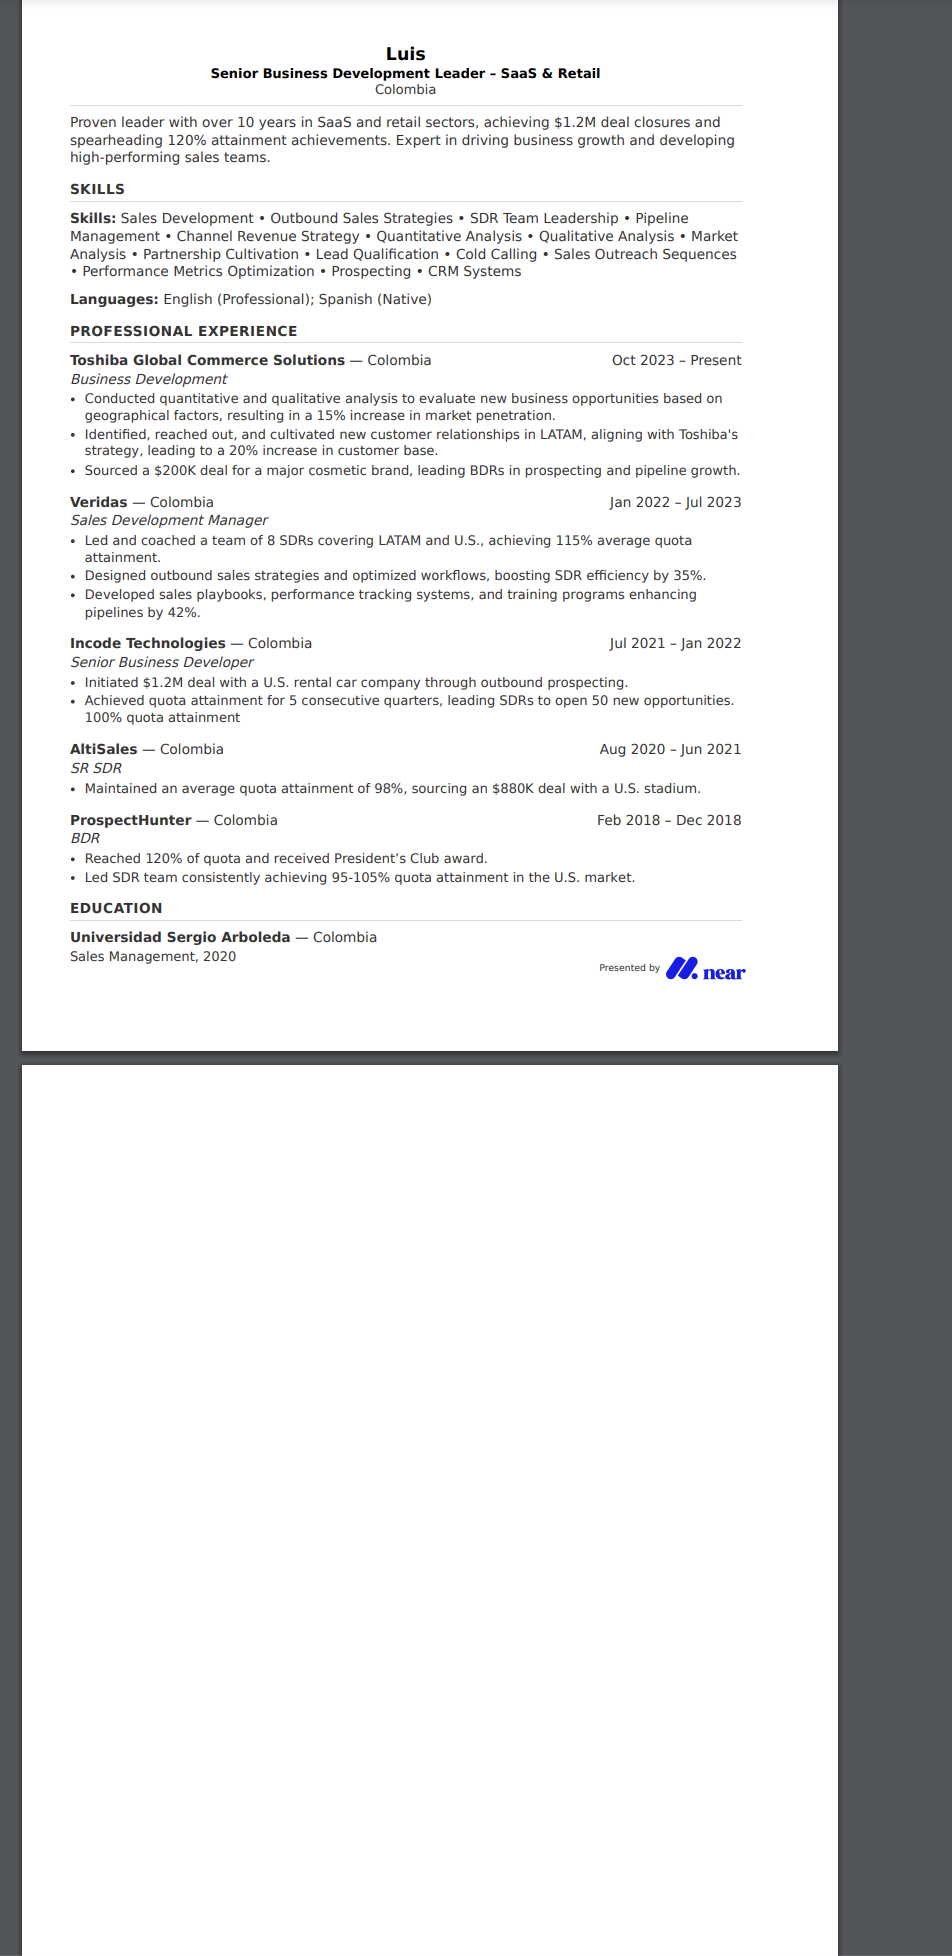 Luis
Senior Business Development Leader – SaaS & Retail
Colombia
Proven leader with over 10 years in SaaS and retail sectors, achieving $1.2M deal closures and
spearheading 120% attainment achievements. Expert in driving business growth and developing
high-performing sales teams.
SKILLS
Skills: Sales Development • Outbound Sales Strategies • SDR Team Leadership • Pipeline
Management • Channel Revenue Strategy • Quantitative Analysis • Qualitative Analysis • Market
Analysis • Partnership Cultivation • Lead Qualification • Cold Calling • Sales Outreach Sequences
• Performance Metrics Optimization • Prospecting • CRM Systems
Languages: English (Professional); Spanish (Native)
PROFESSIONAL EXPERIENCE
Toshiba Global Commerce Solutions — Colombia Oct 2023 – Present
Business Development
• Conducted quantitative and qualitative analysis to evaluate new business opportunities based on
geographical factors, resulting in a 15% increase in market penetration.
• Identified, reached out, and cultivated new customer relationships in LATAM, aligning with Toshiba's
strategy, leading to a 20% increase in customer base.
• Sourced a $200K deal for a major cosmetic brand, leading BDRs in prospecting and pipeline growth.
Veridas — Colombia Jan 2022 – Jul 2023
Sales Development Manager
• Led and coached a team of 8 SDRs covering LATAM and U.S., achieving 115% average quota
attainment.
• Designed outbound sales strategies and optimized workflows, boosting SDR efficiency by 35%.
• Developed sales playbooks, performance tracking systems, and training programs enhancing
pipelines by 42%.
Incode Technologies — Colombia Jul 2021 – Jan 2022
Senior Business Developer
• Initiated $1.2M deal with a U.S. rental car company through outbound prospecting.
• Achieved quota attainment for 5 consecutive quarters, leading SDRs to open 50 new opportunities.
100% quota attainment
AltiSales — Colombia Aug 2020 – Jun 2021
SR SDR
• Maintained an average quota attainment of 98%, sourcing an $880K deal with a U.S. stadium.
ProspectHunter — Colombia Feb 2018 – Dec 2018
BDR
• Reached 120% of quota and received President’s Club award.
• Led SDR team consistently achieving 95-105% quota attainment in the U.S. market.
EDUCATION
Universidad Sergio Arboleda — Colombia
Sales Management, 2020
Presented by near